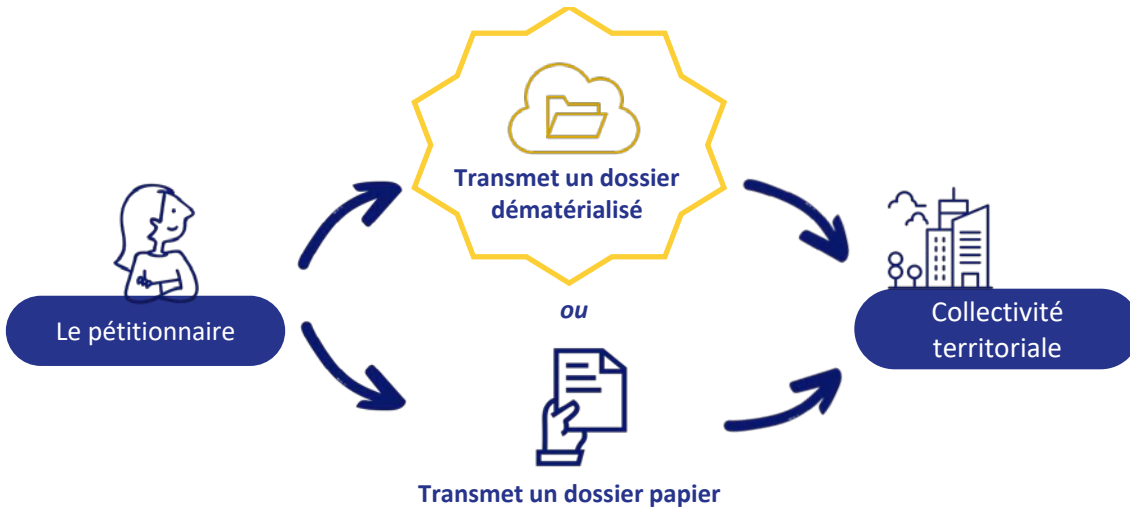 Transmet un dossier
dématérialisé
ou
Le pétitionnaire
Collectivité
territoriale
Transmet un dossier papier